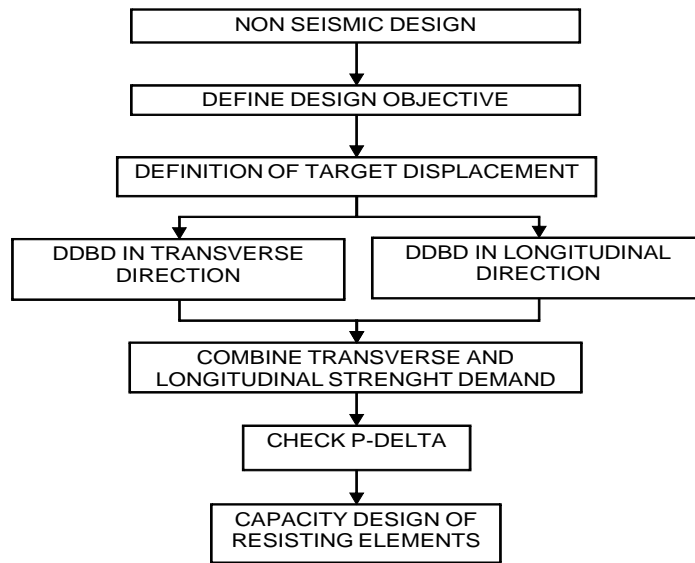 NON SEISMIC DESIGN
DEFINE DESIGN OBJECTIVE
DEFINITION OF TARGET DISPLACEMENT
DDBD IN TRANSVERSE
DIRECTION
DDBD IN LONGITUDINAL
DIRECTION
COMBINE TRANSVERSE AND
LONGITUDINAL STRENGHT DEMAND
CHECK P-DELTA
CAPACITY DESIGN OF
RESISTING ELEMENTS